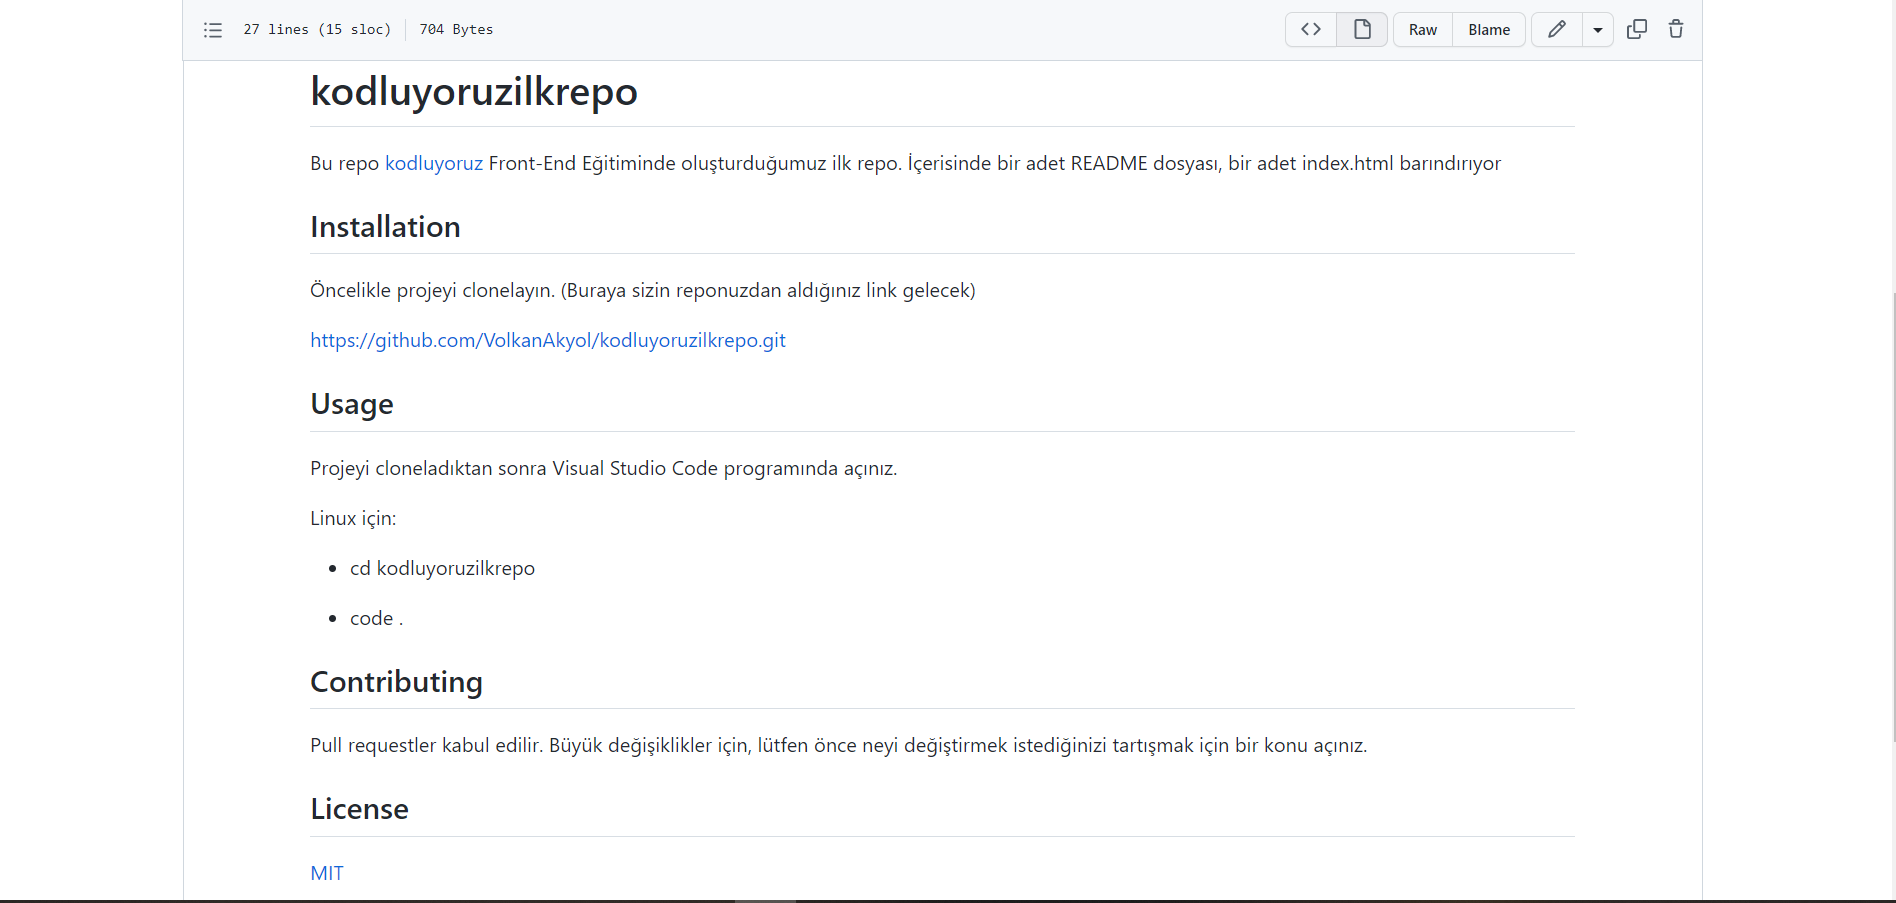 27 lines (15 sloc) 704 Bytes Raw Blame
kodluyoruzilkrepo
Bu repo kodluyoruz Front-End Eğitiminde oluşturduğumuz ilk repo. İçerisinde bir adet README dosyası, bir adet index.html barındırıyor
Installation
Öncelikle projeyi clonelayın. (Buraya sizin reponuzdan aldığınız link gelecek)
https://github.com/VolkanAkyol/kodluyoruzilkrepo.git
Usage
Projeyi cloneladıktan sonra Visual Studio Code programında açınız.
Linux için:
• cd kodluyoruzilkrepo
• code .
Contributing
Pull requestler kabul edilir. Büyük değişiklikler için, lütfen önce neyi değiştirmek istediğinizi tartışmak için bir konu açınız.
License
MIT